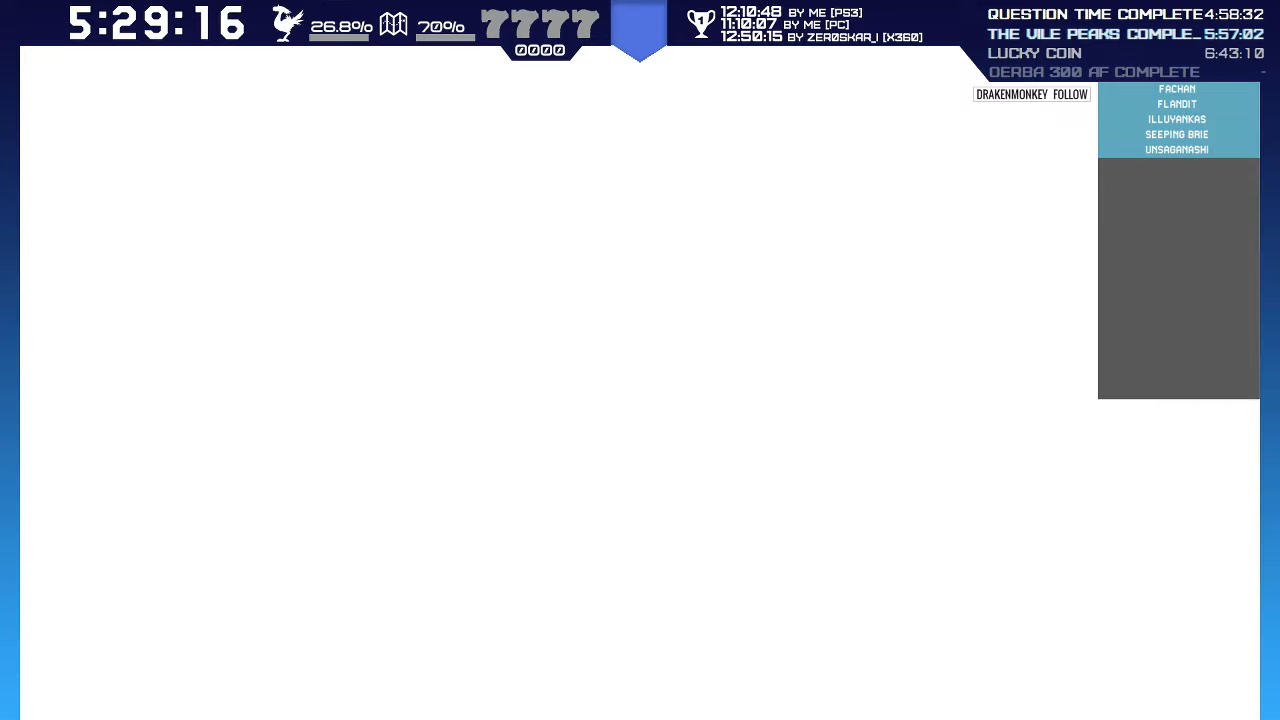 5:29:16
26.8%
70%
7777
0000
12:10:48 BY ME [PS3]
11:10:07 BY ME [PC]
12:50:15 BY ZER0SKAR_I [X360]
QUESTION TIME COMPLETE 4:58:32
THE VILE PEAKS COMPLE_ 5:57:02
LUCKY COIN 6:43:10
OERBA 300 AF COMPLETE -
DRAKENMONKEY FOLLOW
FACHAN
FLANDIT
ILLUYANKAS
SEEPING BRIE
UNSAGANASHI